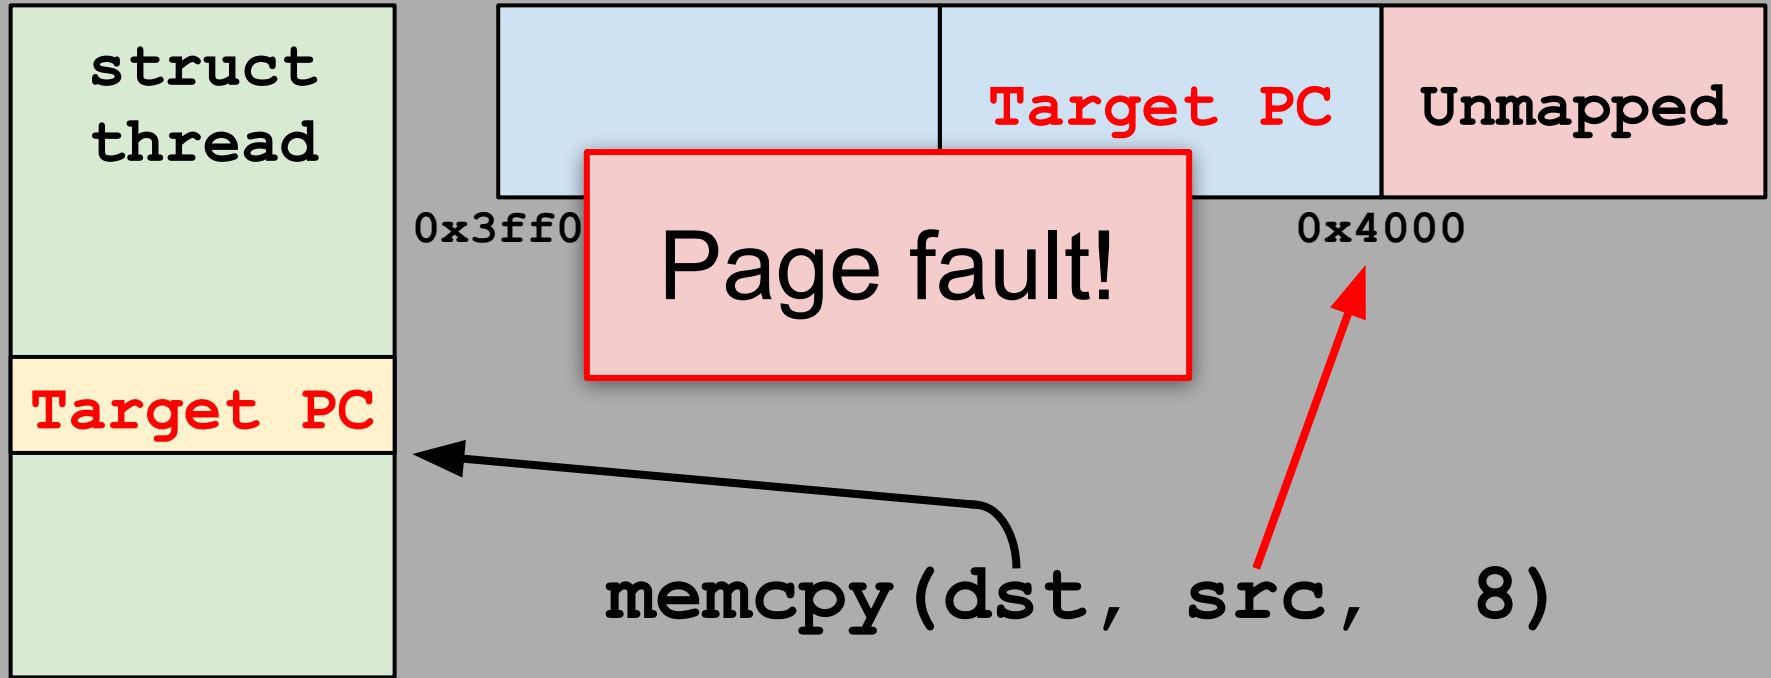 struct
thread
Target PC
Target PC
Unmapped
0x3ff0
0x4000
Page fault!
memcpy(dst, src, 8)